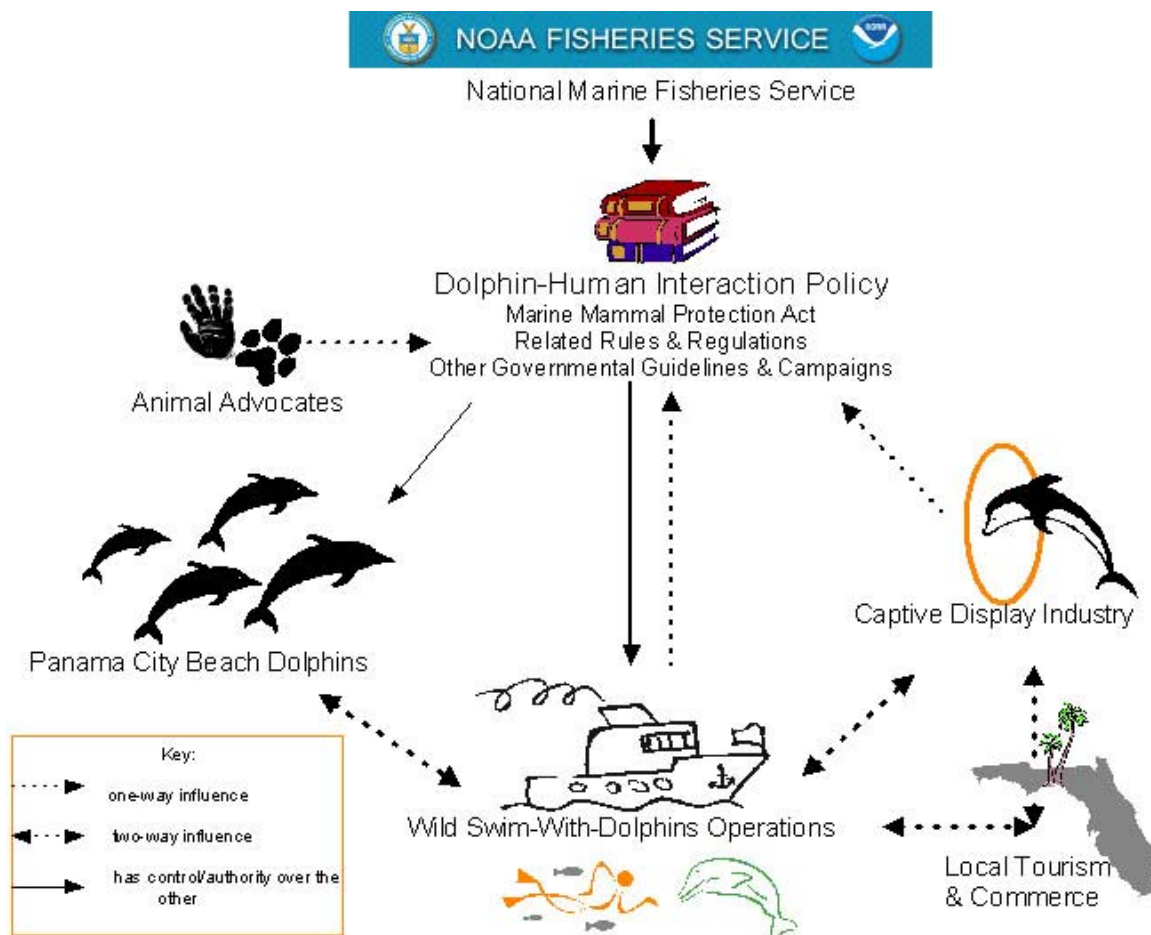 NOAA FISHERIES SERVICE
National Marine Fisheries Service
Dolphin-Human Interaction Policy
Marine Mammal Protection Act
Related Rules & Regulations
Other Governmental Guidelines & Campaigns
Animal Advocates
Panama City Beach Dolphins
Captive Display Industry
Wild Swim-With-Dolphins Operations
Local Tourism
& Commerce
Key:
one-way influence
two-way influence
has control/authority over the
other